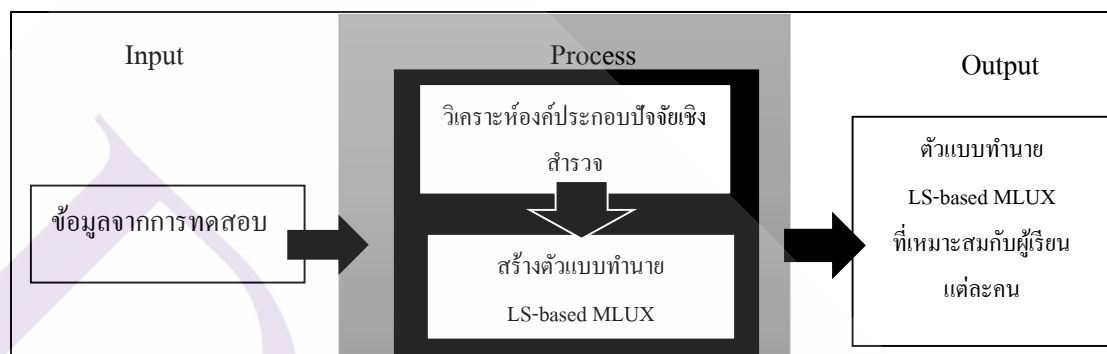 Input
ข้อมูลจากการทดสอบ
Process
วิเคราะห์องค์ประกอบปัจจัยเชิง
สำรวจ
สร้างตัวแบบทำนาย
LS-based MLUX
Output
ตัวแบบทำนาย
LS-based MLUX
ที่เหมาะสมกับผู้เรียน
แต่ละคน